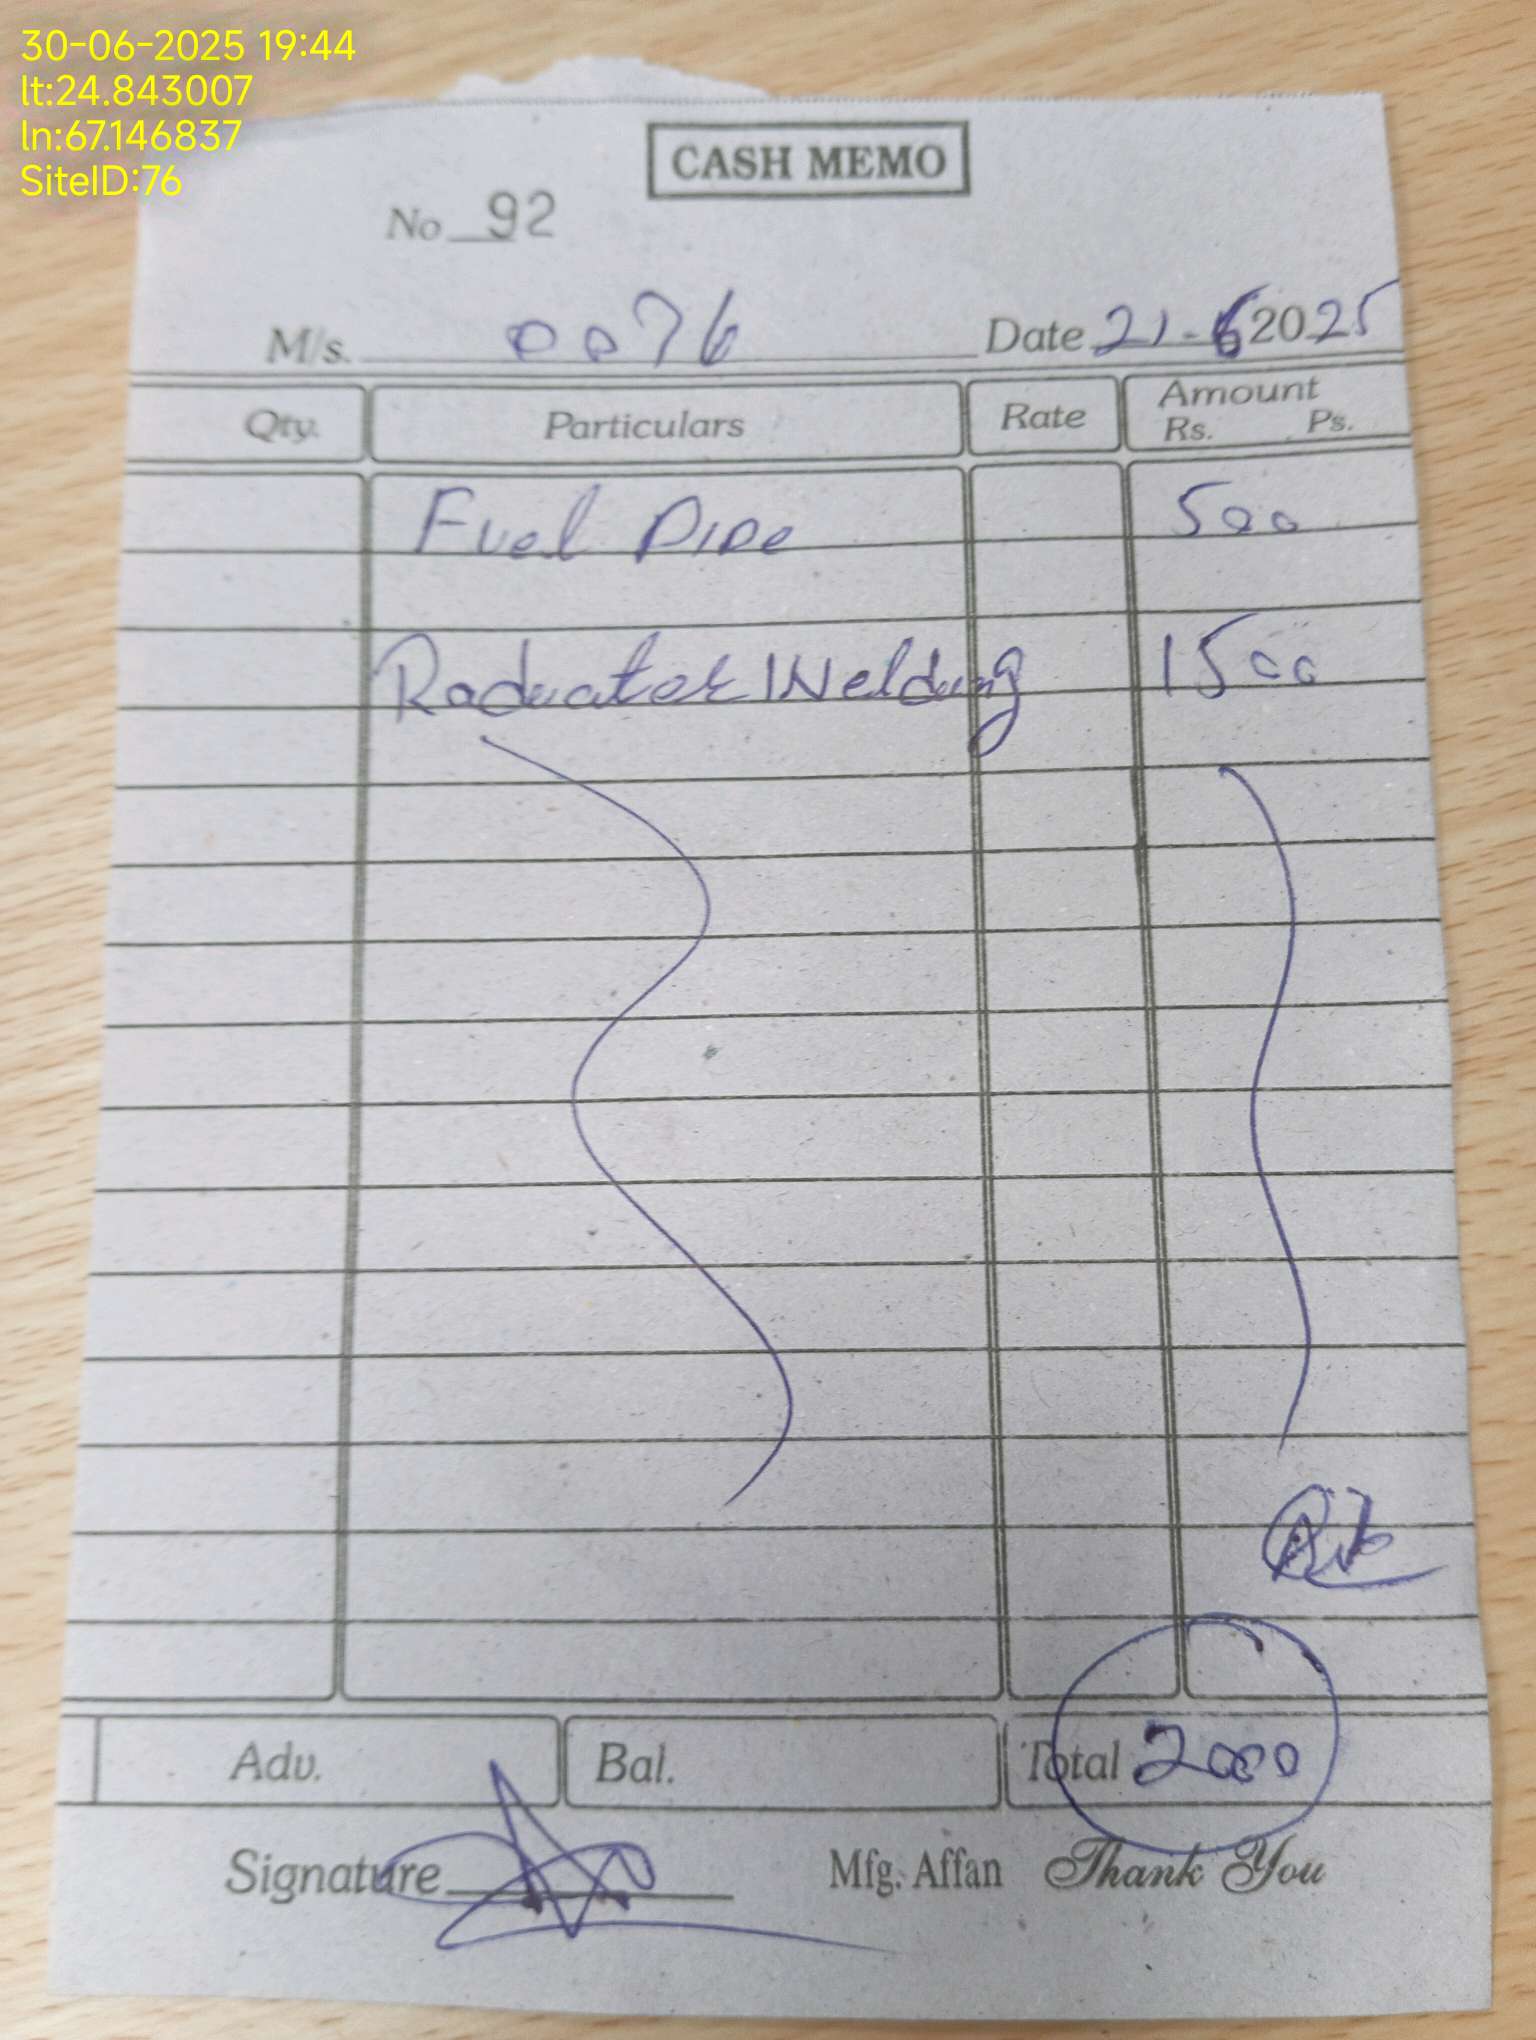 30-06-2025 19:44
lt:24.843007
ln:67.146837
SiteID:76
CASH MEMO
No 92
M/s. 0076 Date 21-6 2025
Qty. Particulars Rate Amount Rs. Ps.
Fuel Pipe 500
Radiator Welding 1500
Adv. Bal. Total 2000
Signature Mfg. Affan Thank You